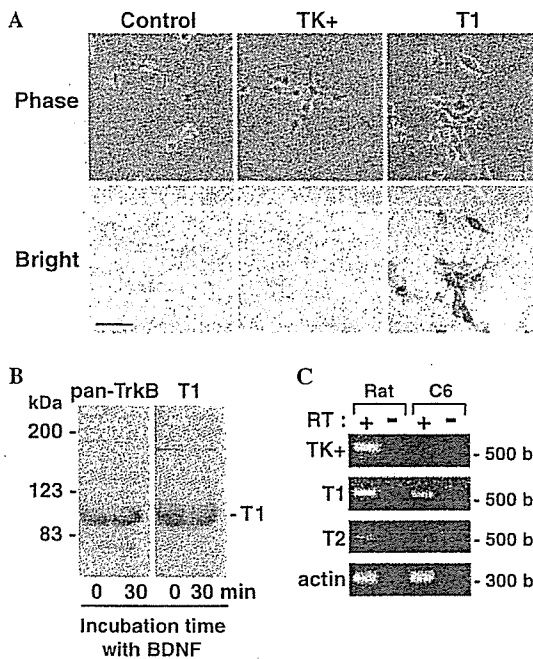 A
Control TK+ T1
Phase
Bright
B
pan-TrkB T1
kDa
200 -
123 -
83 -
- T1
0 30 0 30 min
Incubation time
with BDNF
C
Rat C6
RT : + - + -
TK+ - 500 b
T1 - 500 b
T2 - 500 b
actin - 300 b